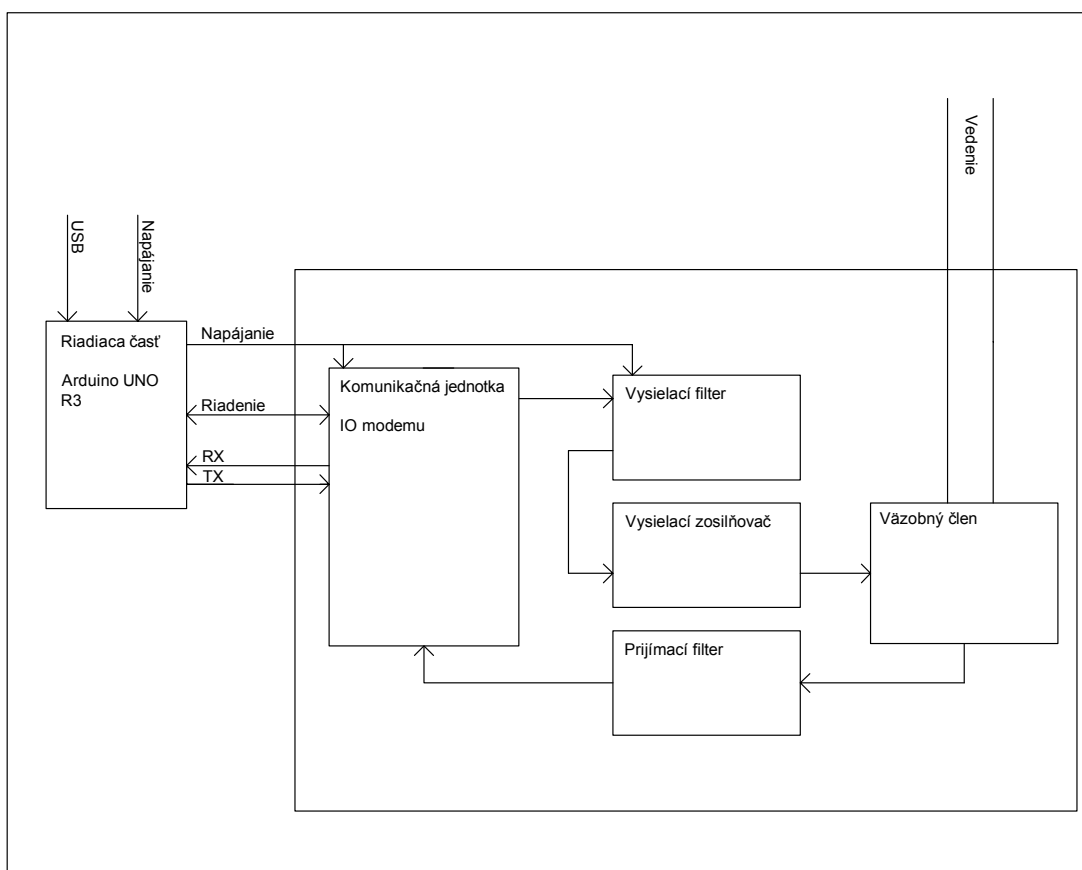 Vedenie
USB
Napájanie
Riadiaca časť
Arduino UNO
R3
Napájanie
Riadenie
RX
TX
Komunikačná jednotka
IO modemu
Vysielací filter
Vysielací zosilňovač
Prijímací filter
Väzobný člen